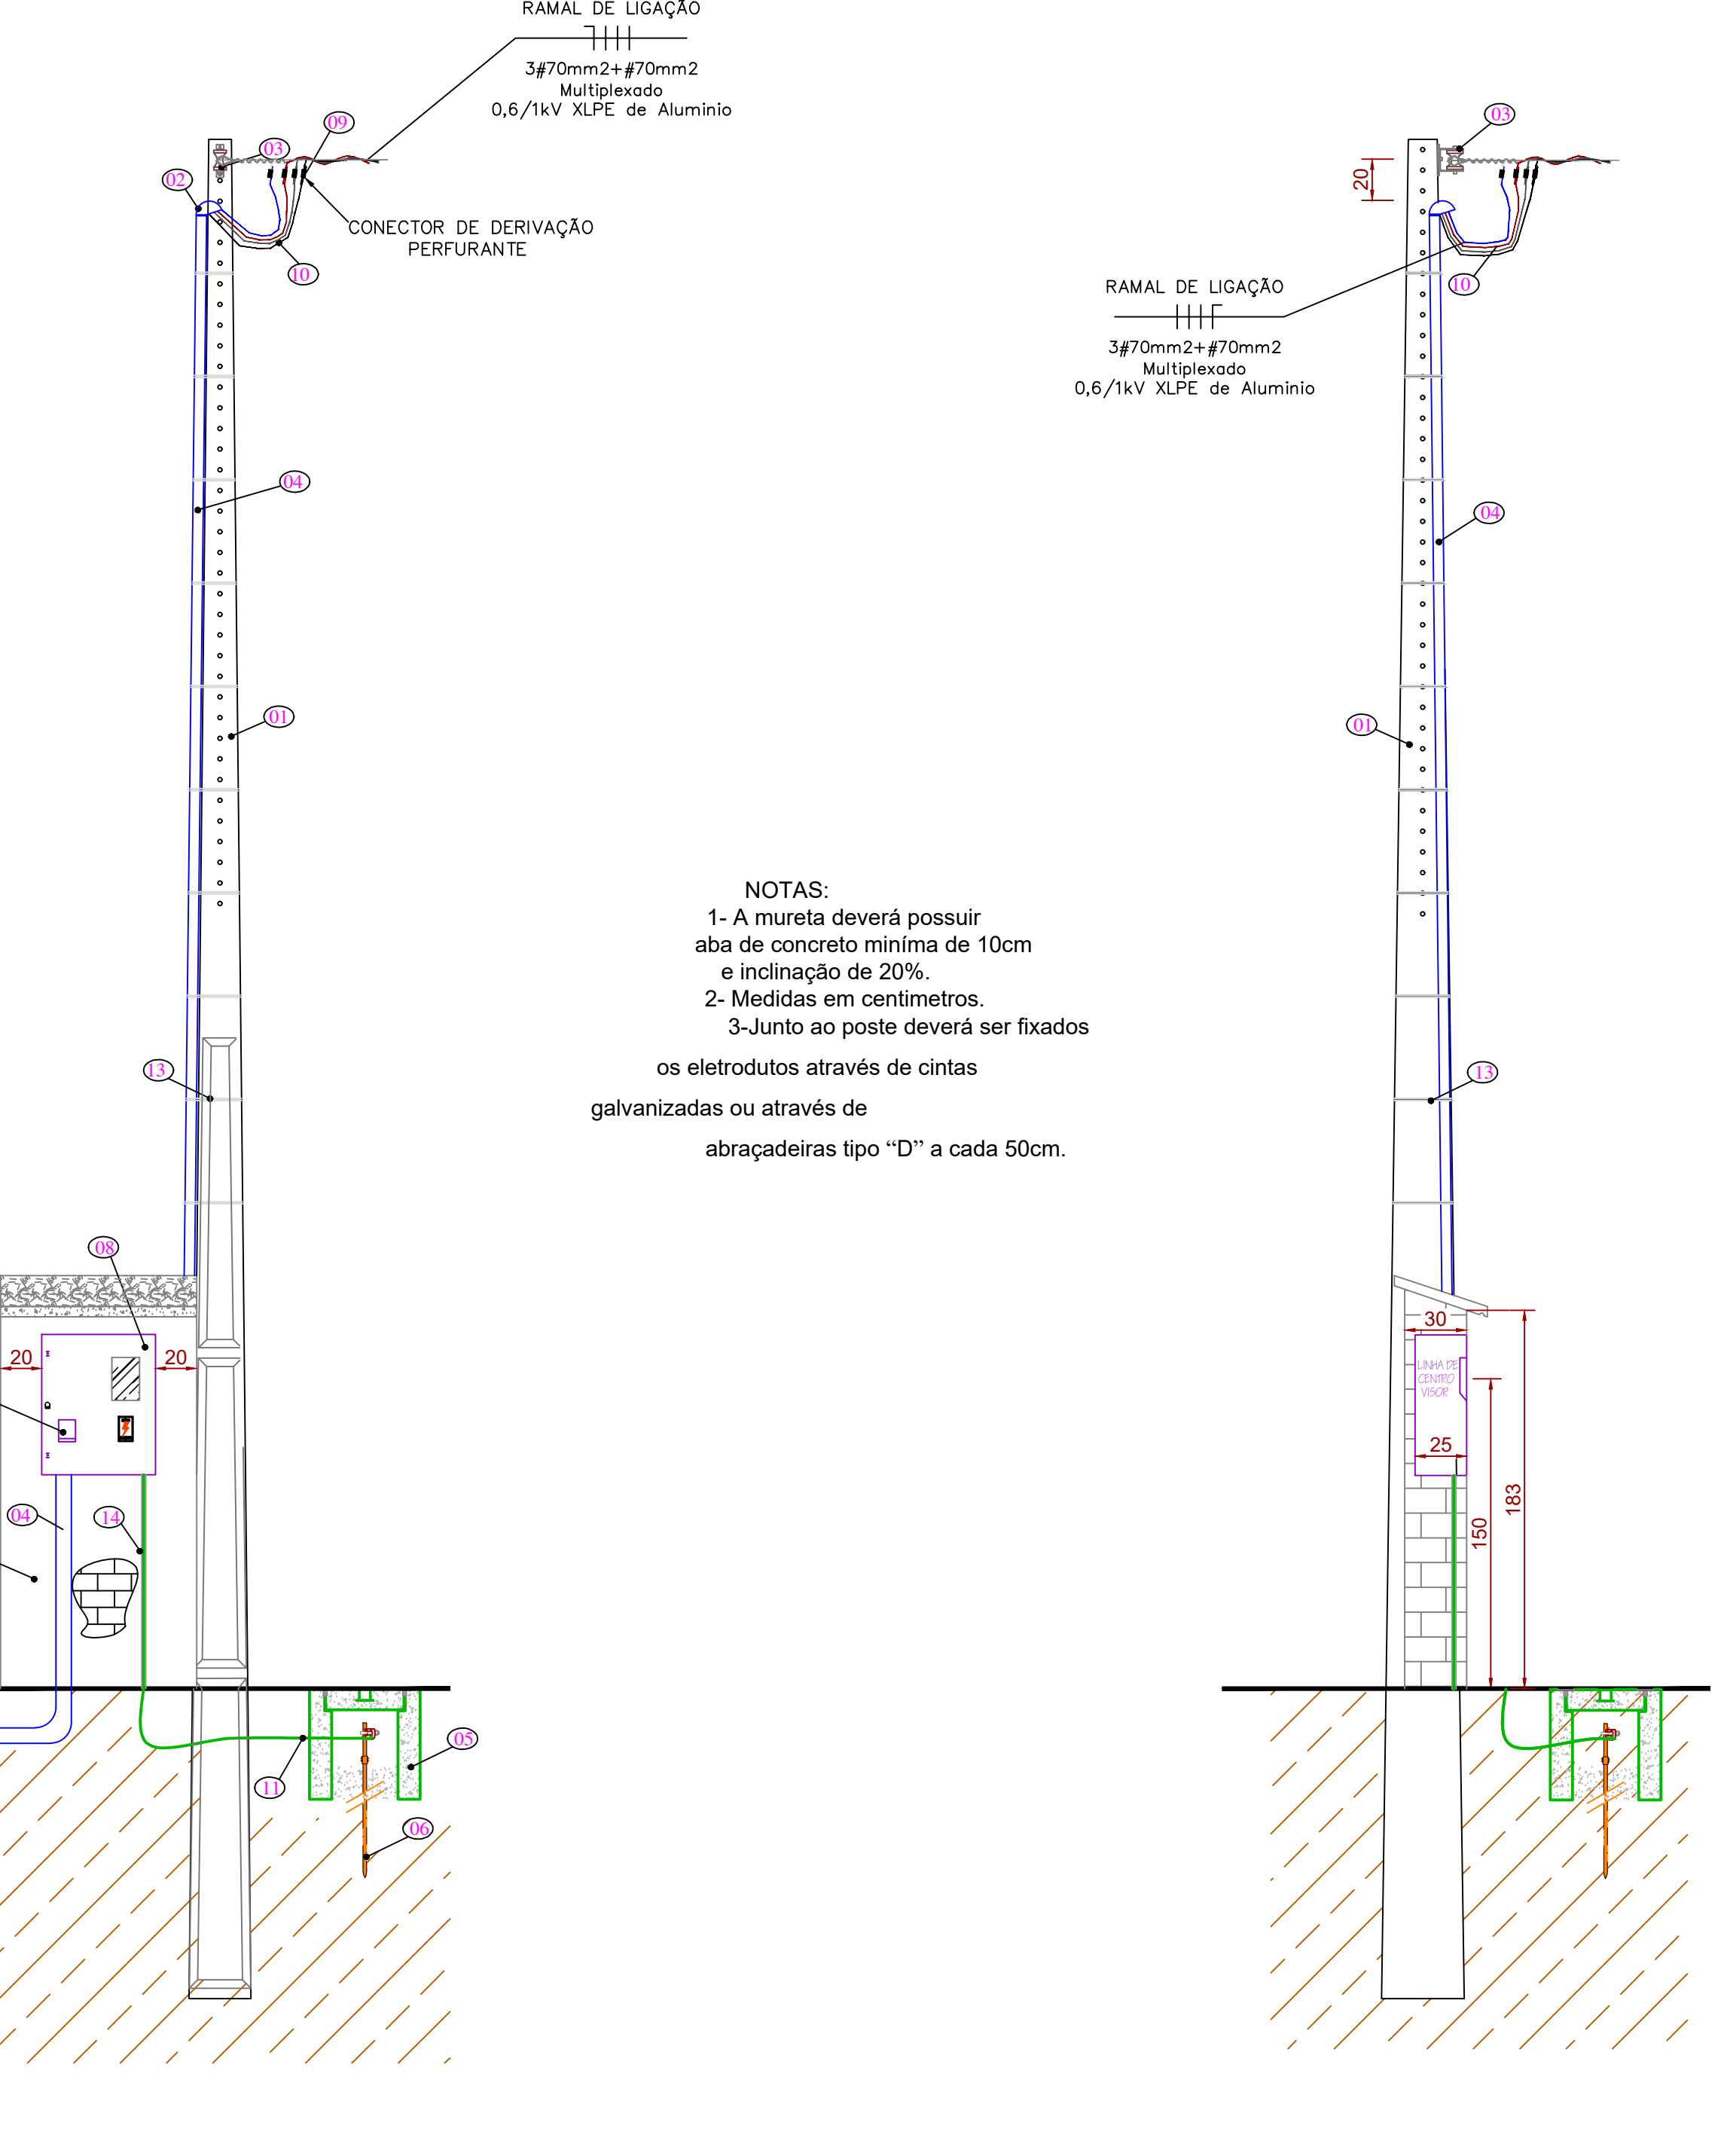 RAMAL DE LIGAÇÃO
3#70mm2+#70mm2
Multiplexado
0,6/1kV XLPE de Aluminio
09
03
02
CONECTOR DE DERIVAÇÃO
PERFURANTE
10
04
01
13
08
20
20
04
14
11
05
06
NOTAS:
1- A mureta deverá possuir
aba de concreto miníma de 10cm
e inclinação de 20%.
2- Medidas em centimetros.
3-Junto ao poste deverá ser fixados
os eletrodutos através de cintas
galvanizadas ou através de
abraçadeiras tipo “D” a cada 50cm.
03
20
10
RAMAL DE LIGAÇÃO
3#70mm2+#70mm2
Multiplexado
0,6/1kV XLPE de Aluminio
04
01
13
30
LINHA DE
CENTRO
VISOR
25
150
183